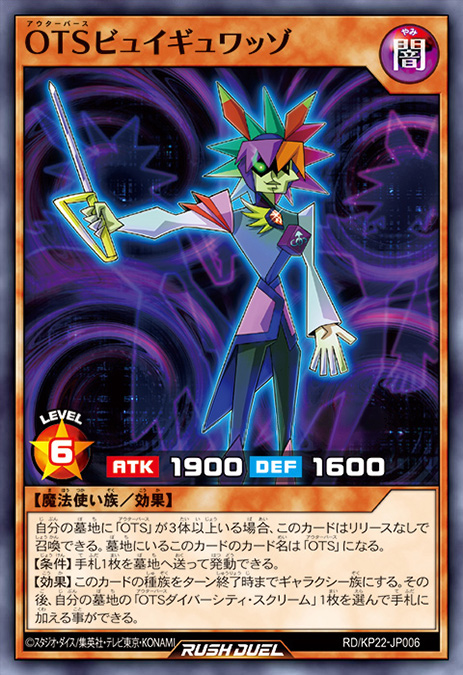 アウターバース
OTSビュイギュワッゾ
やみ
闇
LEVEL
6
ATK 1900 DEF 1600
【魔法使い族／効果】
自分の墓地に「OTS」が3体以上いる場合、このカードはリリースなしで
召喚できる。墓地にいるこのカードのカード名は「OTS」になる。
【条件】手札1枚を墓地へ送って発動できる。
【効果】このカードの種族をターン終了時までギャラクシー族にする。その
後、自分の墓地の「OTSダイバーシティ・スクリーム」1枚を選んで手札に
加える事ができる。
©スタジオ・ダイス/集英社・テレビ東京・KONAMI
RUSH DUEL
RD/KP22-JP006